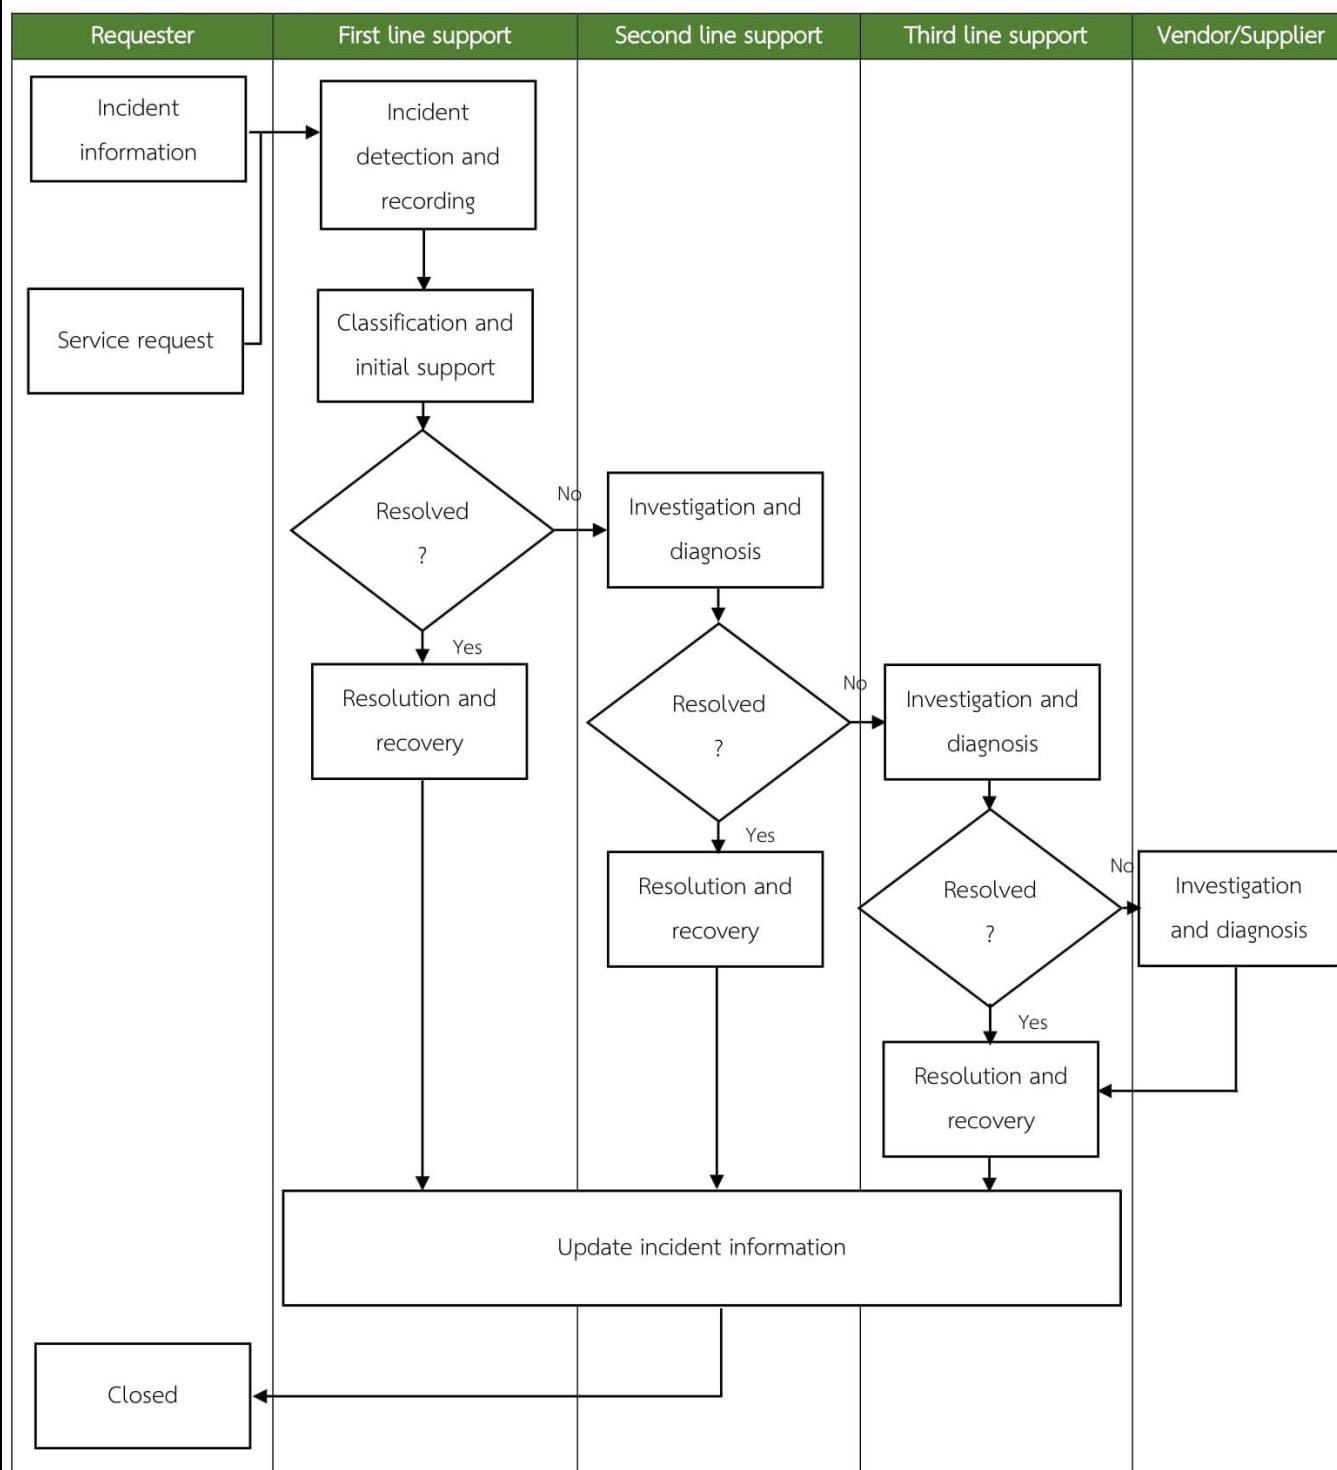 Requester
First line support
Second line support
Third line support
Vendor/Supplier
Incident
information
Incident
detection and
recording
Service request
Classification and
initial support
Resolved
?
No
Investigation and
diagnosis
Yes
Resolution and
recovery
Resolved
?
No
Investigation and
diagnosis
Yes
Resolution and
recovery
Resolved
?
No
Investigation
and diagnosis
Yes
Resolution and
recovery
Update incident information
Closed